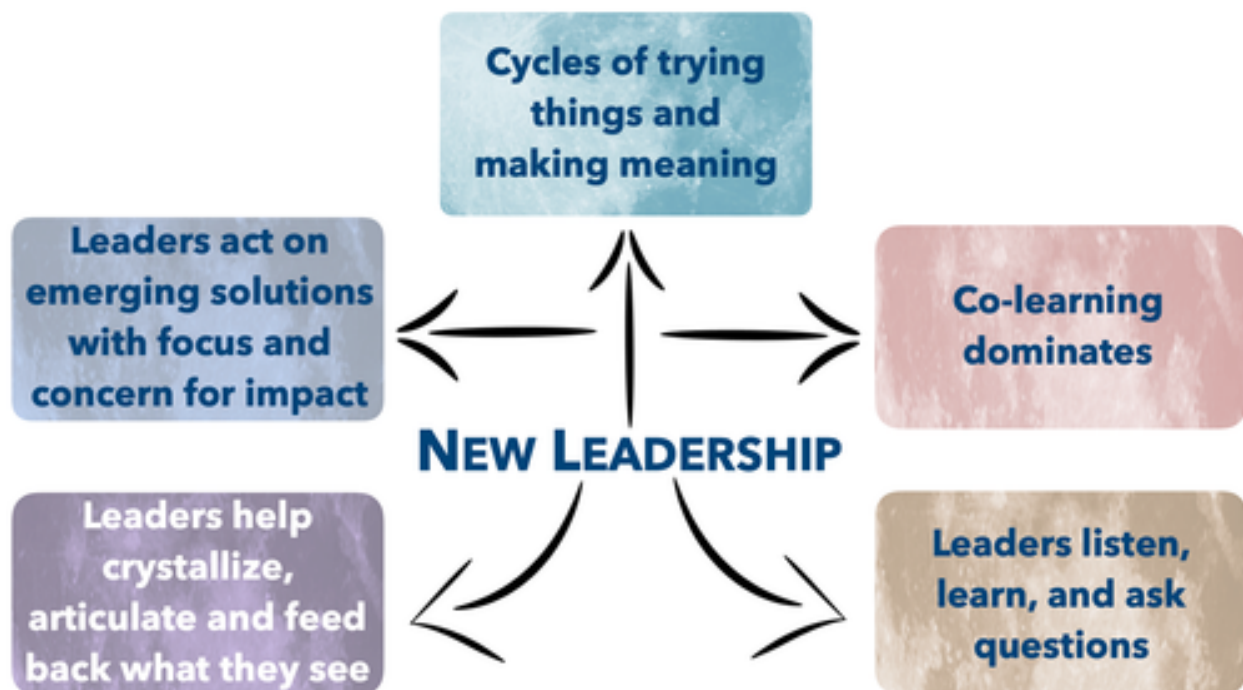 Cycles of trying
things and
making meaning
Leaders act on
emerging solutions
with focus and
concern for impact
Co-learning
dominates
NEW LEADERSHIP
Leaders help
crystallize,
articulate and feed
back what they see
Leaders listen,
learn, and ask
questions